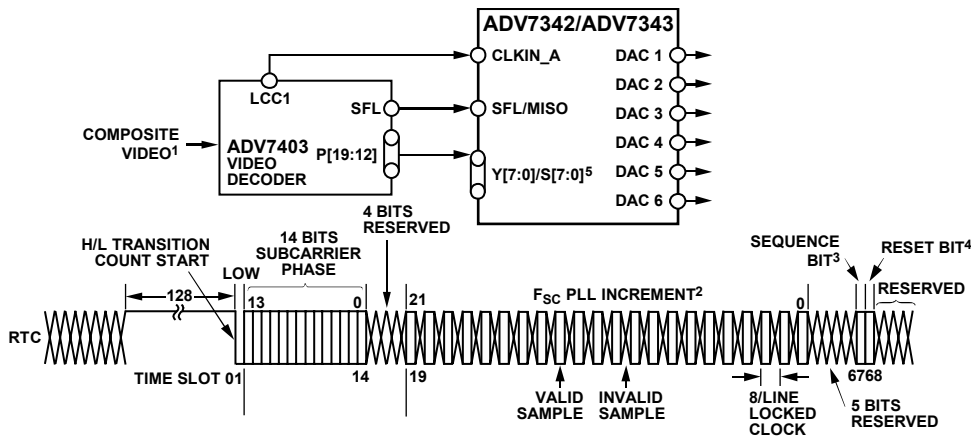 ADV7342/ADV7343
CLKIN_A
DAC 1
LCC1
DAC 2
SFL
SFL/MISO
DAC 3
COMPOSITE
VIDEO1
ADV7403
VIDEO
DECODER
P[19:12]
DAC 4
Y[7:0]/S[7:0]5
DAC 5
DAC 6
H/L TRANSITION
COUNT START
LOW
14 BITS
SUBCARRIER
PHASE
4 BITS
RESERVED
SEQUENCE
BIT3
RESET BIT4
RESERVED
128
13
0
21
FSC PLL INCREMENT2
0
RTC
TIME SLOT 01
14
19
VALID
SAMPLE
INVALID
SAMPLE
8/LINE
LOCKED
CLOCK
6768
5 BITS
RESERVED